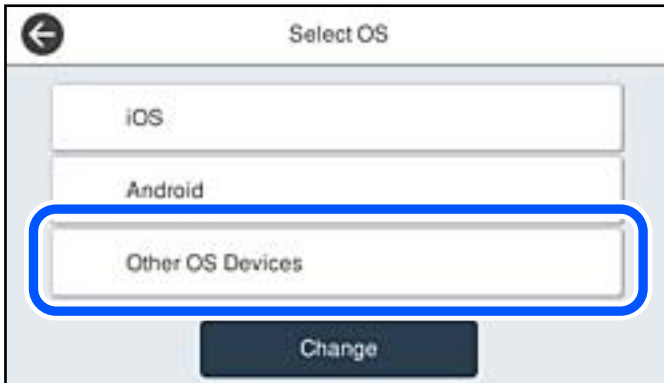 Select OS
iOS
Android
Other OS Devices
Change